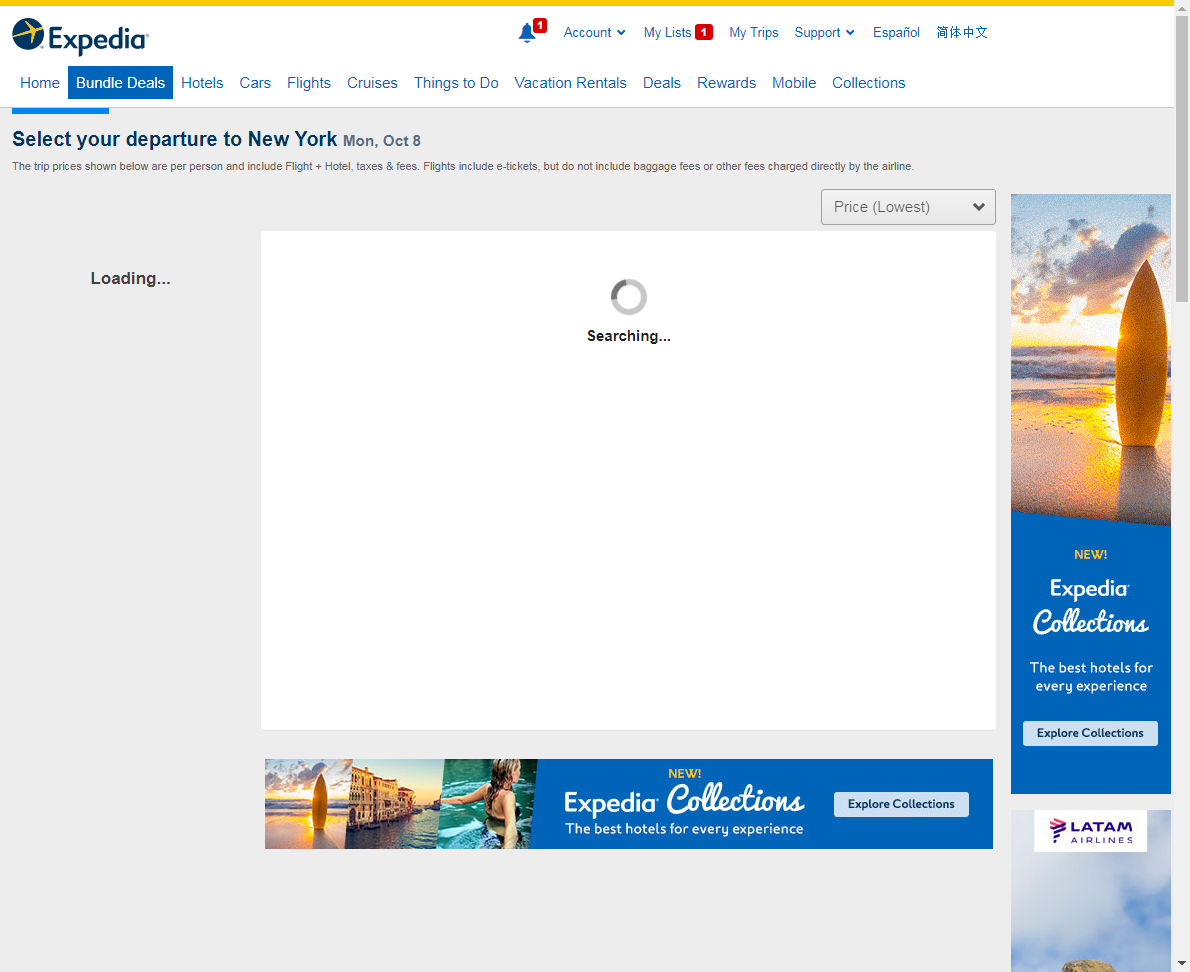 Expedia
1
Account
My Lists 1
My Trips
Support
Español
简体中文
Home
Bundle Deals
Hotels
Cars
Flights
Cruises
Things to Do
Vacation Rentals
Deals
Rewards
Mobile
Collections
Select your departure to New York Mon, Oct 8
The trip prices shown below are per person and include Flight + Hotel, taxes & fees. Flights include e-tickets, but do not include baggage fees or other fees charged directly by the airline.
Price (Lowest)
Loading...
Searching...
NEW!
Expedia
Collections
The best hotels for
every experience
Explore Collections
NEW!
Expedia Collections
The best hotels for every experience
Explore Collections
LATAM
AIRLINES